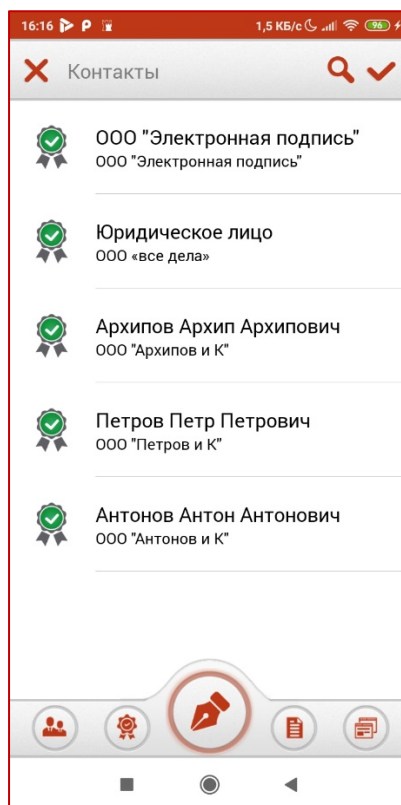 16:16 1,5 КБ/с 96
Контакты
ООО "Электронная подпись"
ООО "Электронная подпись"
Юридическое лицо
ООО «все дела»
Архипов Архип Архипович
ООО "Архипов и К"
Петров Петр Петрович
ООО "Петров и К"
Антонов Антон Антонович
ООО "Антонов и К"